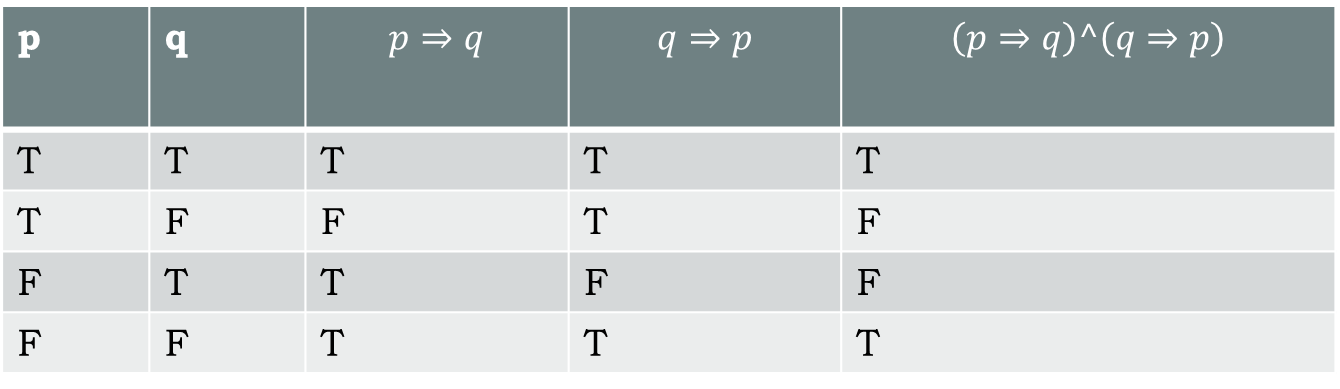 p q 𝑝 ⇒ 𝑞 𝑞 ⇒ 𝑝 (𝑝 ⇒ 𝑞)^(𝑞 ⇒ 𝑝)
T T T T T
T F F T F
F T T F F
F F T T T